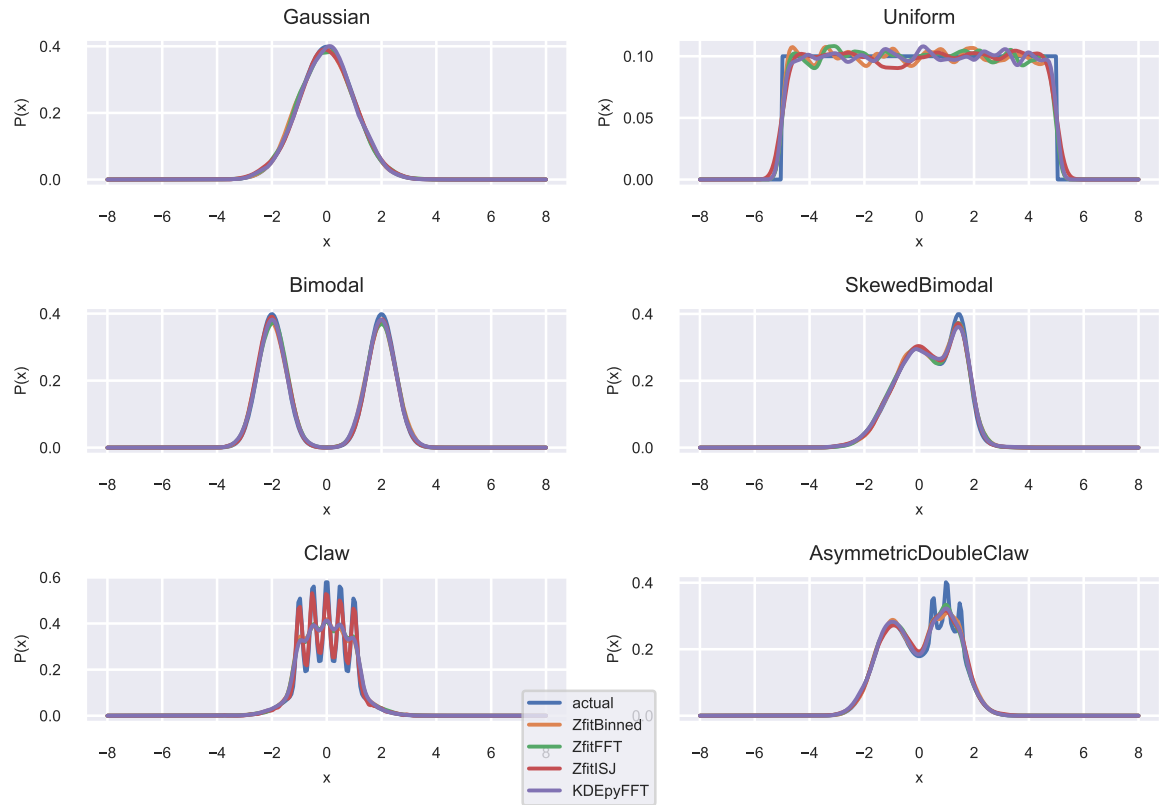 Gaussian
0.4
0.2
0.0
P(x)
−8 −6 −4 −2 0 2 4 6 8
x
Uniform
0.10
0.05
0.00
P(x)
−8 −6 −4 −2 0 2 4 6 8
x
Bimodal
0.4
0.2
0.0
P(x)
−8 −6 −4 −2 0 2 4 6 8
x
SkewedBimodal
0.4
0.2
0.0
P(x)
−8 −6 −4 −2 0 2 4 6 8
x
Claw
0.6
0.4
0.2
0.0
P(x)
−8 −6 −4 −2 0 2 4 6 8
x
AsymmetricDoubleClaw
0.4
0.2
0.0
P(x)
−8 −6 −4 −2 0 2 4 6 8
x
actual
ZfitBinned
ZfitFFT
ZfitISJ
KDEpyFFT